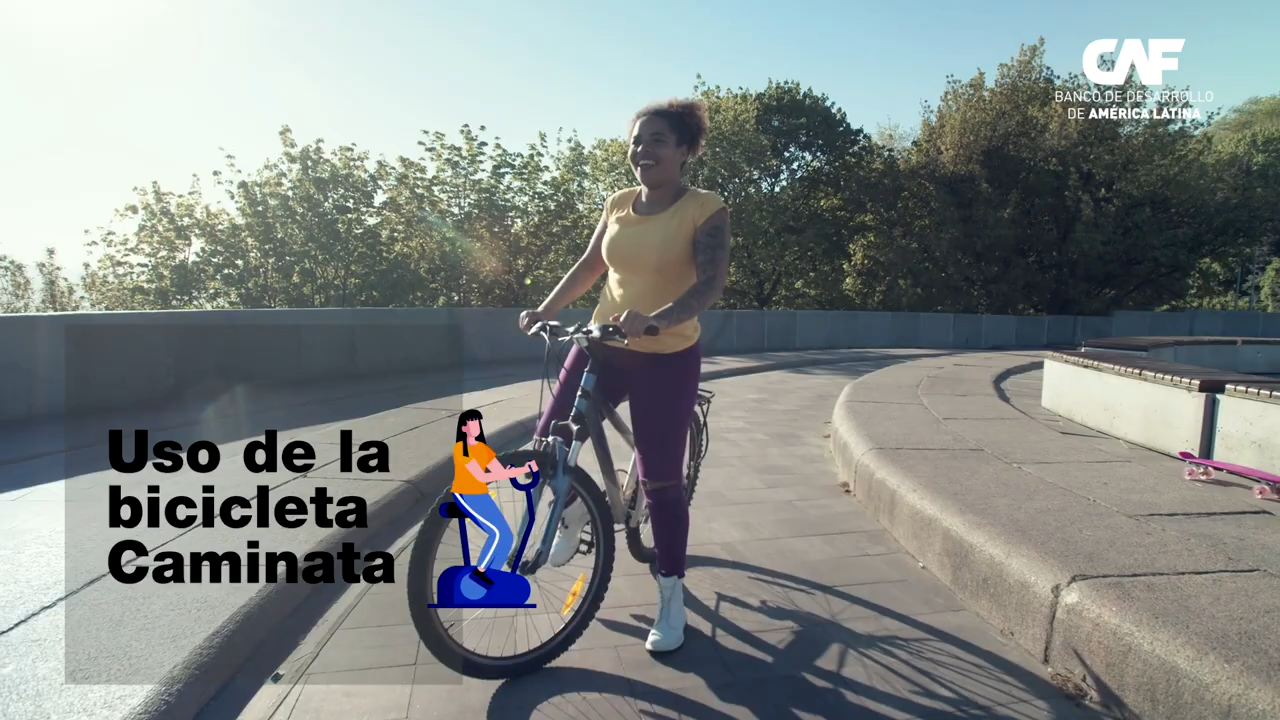 CAF
BANCO DE DESARROLLO
DE AMÉRICA LATINA
Uso de la
bicicleta
Caminata